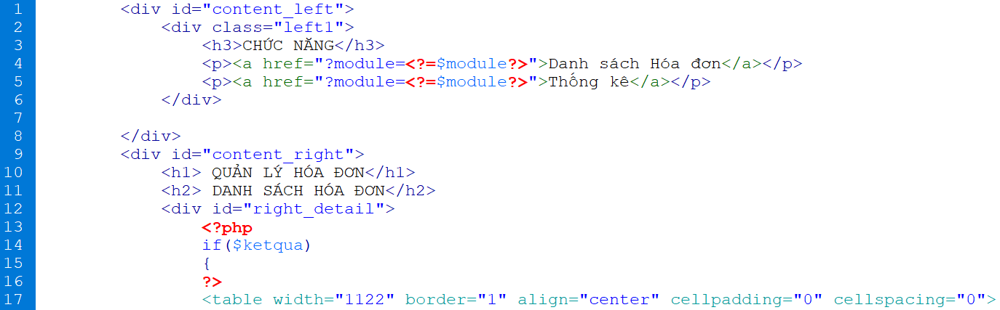 1 <div id="content_left">
2 <div class="left1">
3 <h3>CHỨC NĂNG</h3>
4 <p><a href="?module=<?=$module?>">Danh sách Hóa đơn</a></p>
5 <p><a href="?module=<?=$module?>">Thống kê</a></p>
6 </div>
7
8 </div>
9 <div id="content_right">
10 <h1> QUẢN LÝ HÓA ĐƠN</h1>
11 <h2> DANH SÁCH HÓA ĐƠN</h2>
12 <div id="right_detail">
13 <?php
14 if($ketqua)
15 {
16 ?>
17 <table width="1122" border="1" align="center" cellpadding="0" cellspacing="0">